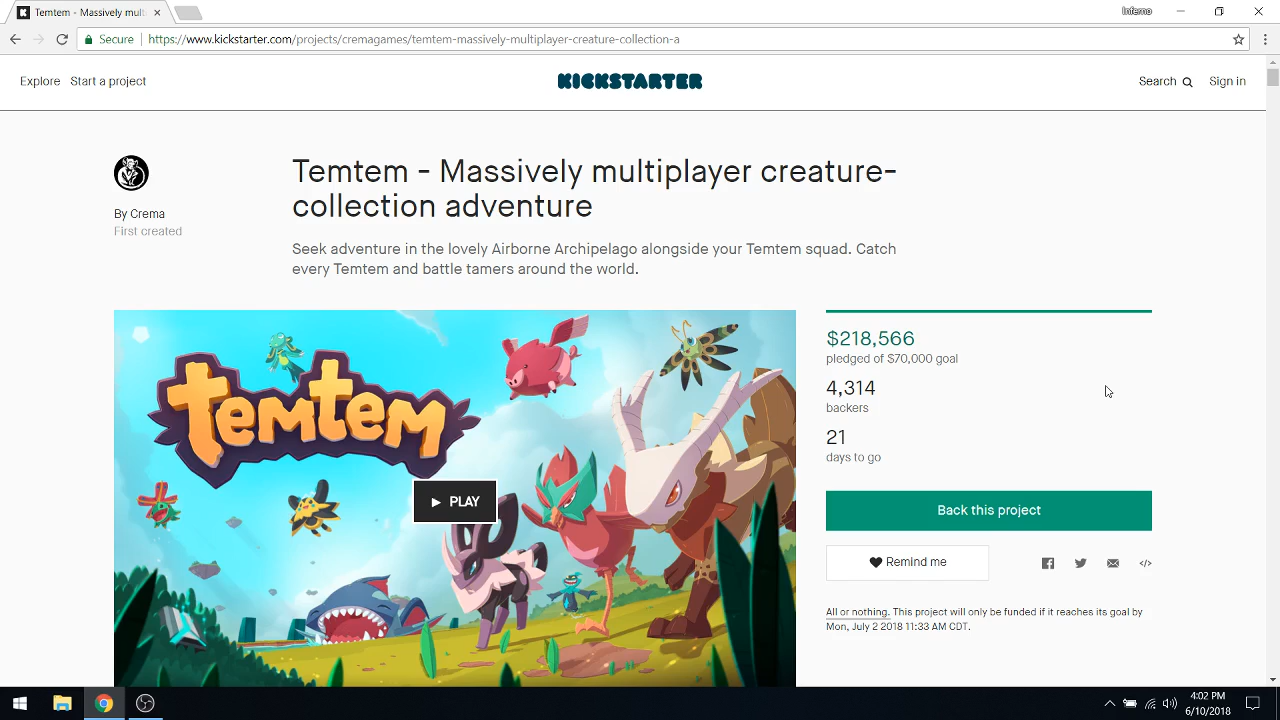 Temtem - Massively mult
Inferno
Secure
https://www.kickstarter.com/projects/cremagames/temtem-massively-multiplayer-creature-collection-a
Explore Start a project
KICKSTARTER
Search
Sign in
Temtem - Massively multiplayer creature-
collection adventure
By Crema
First created
Seek adventure in the lovely Airborne Archipelago alongside your Temtem squad. Catch
every Temtem and battle tamers around the world.
temtem
PLAY
$218,566
pledged of $70,000 goal
4,314
backers
21
days to go
Back this project
Remind me
All or nothing. This project will only be funded if it reaches its goal by
Mon, July 2 2018 11:33 AM CDT.
4:02 PM
6/10/2018